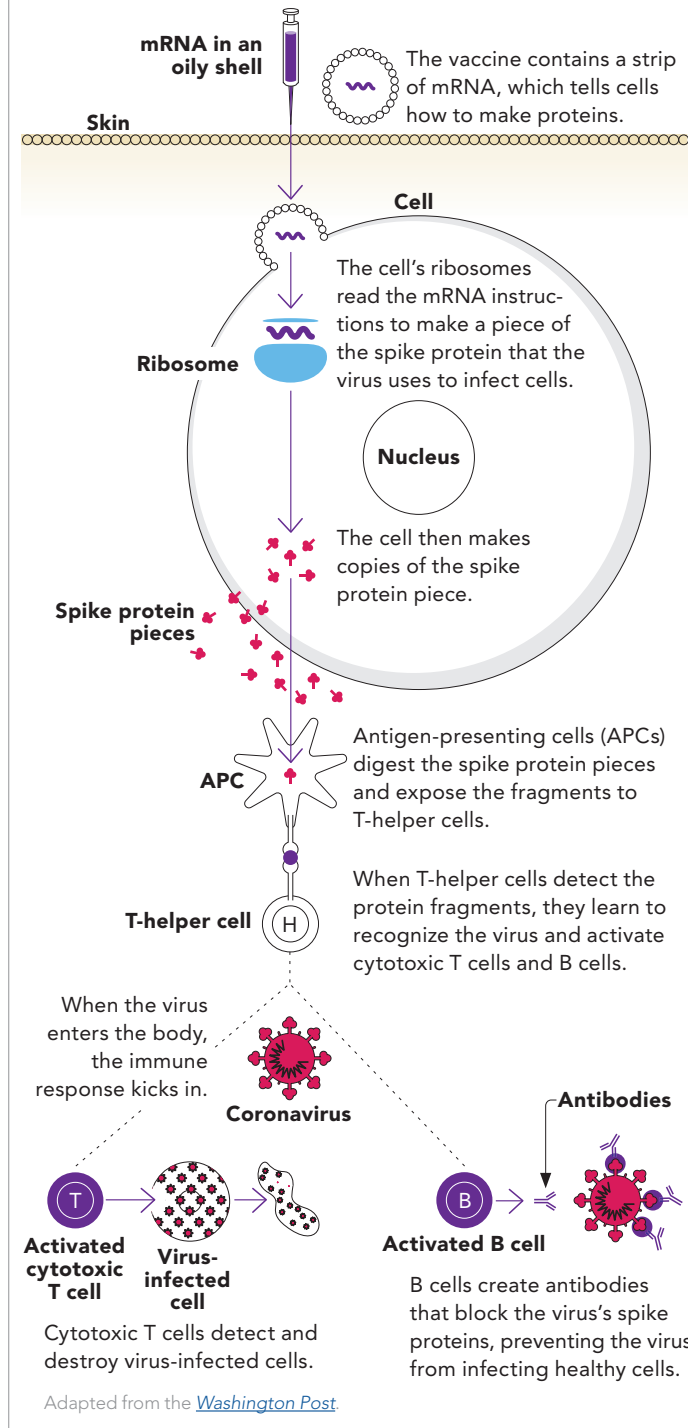 mRNA in an
oily shell
The vaccine contains a strip
of mRNA, which tells cells
how to make proteins.
Skin
Cell
The cell’s ribosomes
read the mRNA instruc-
tions to make a piece of
the spike protein that the
virus uses to infect cells.
Ribosome
Nucleus
The cell then makes
copies of the spike
protein piece.
Spike protein
pieces
Antigen-presenting cells (APCs)
digest the spike protein pieces
and expose the fragments to
T-helper cells.
APC
When T-helper cells detect the
protein fragments, they learn to
recognize the virus and activate
cytotoxic T cells and B cells.
T-helper cell
H
When the virus
enters the body,
the immune
response kicks in.
Coronavirus
Antibodies
T
B
Activated
cytotoxic
T cell
Virus-
infected
cell
Activated B cell
Cytotoxic T cells detect and
destroy virus-infected cells.
B cells create antibodies
that block the virus’s spike
proteins, preventing the virus
from infecting healthy cells.
Adapted from the Washington Post.